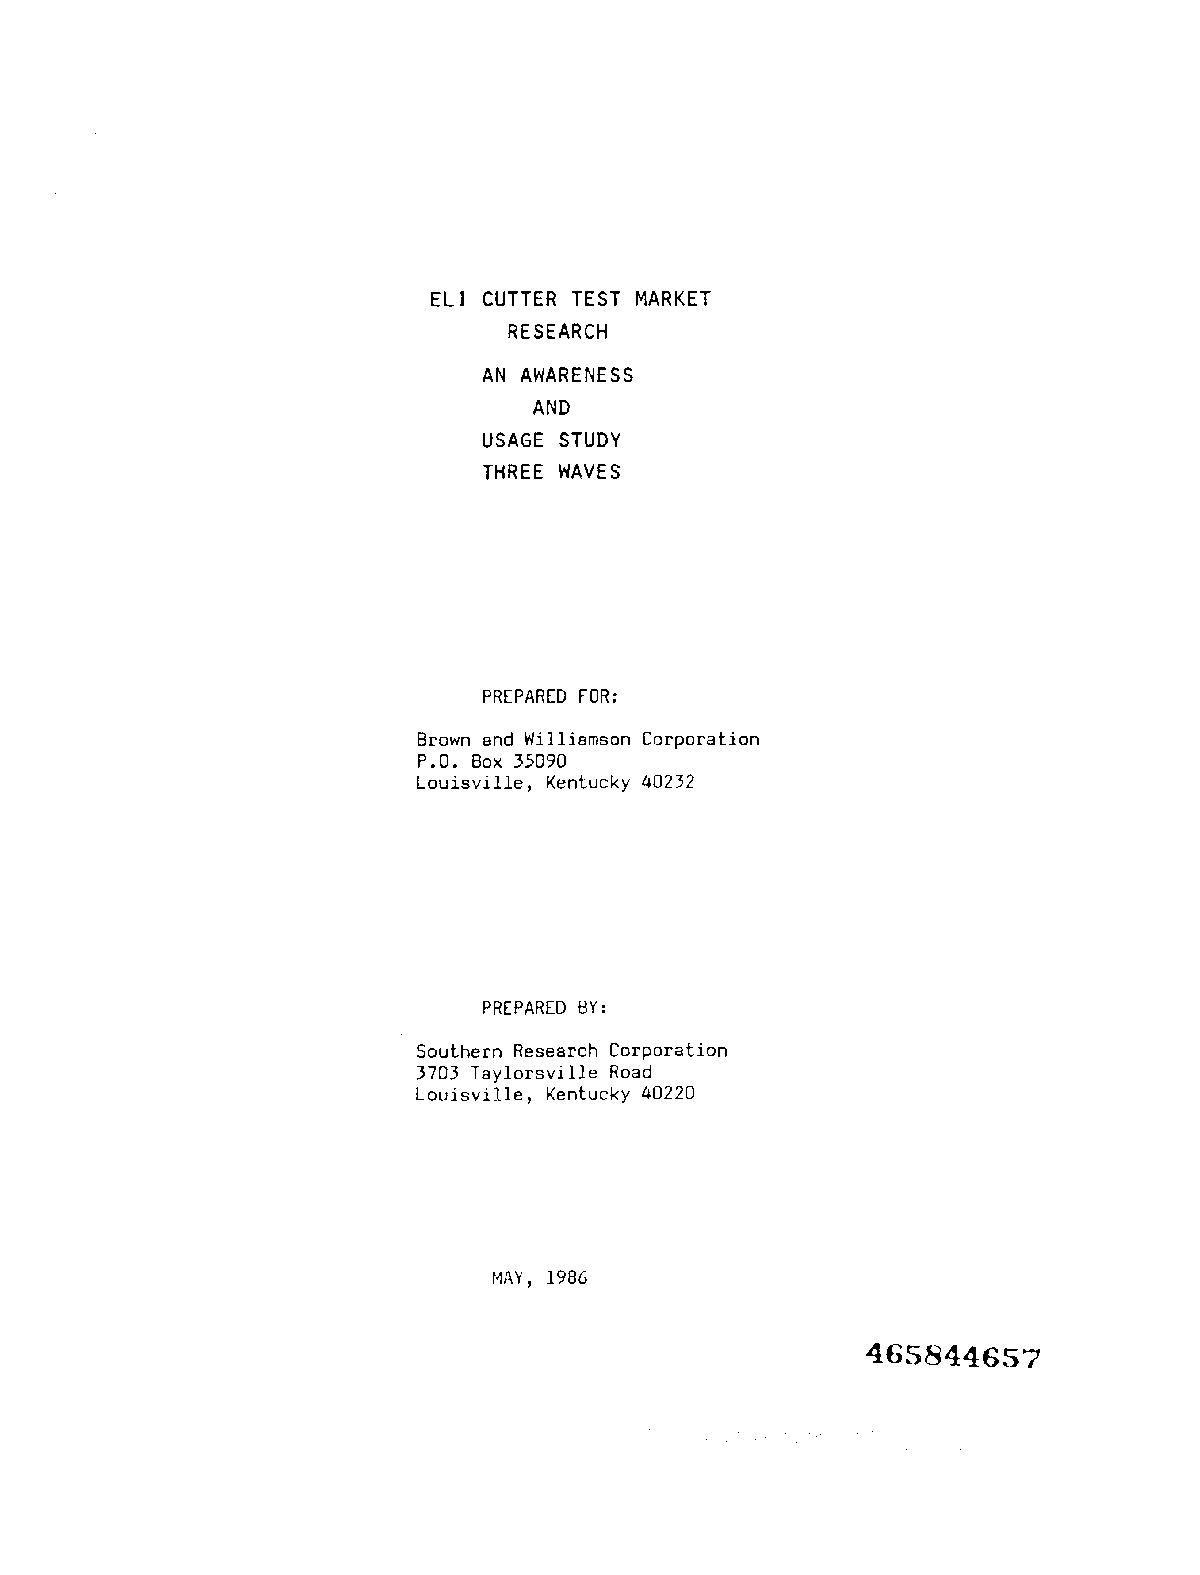 ELI CUTTER TEST MARKET
RESEARCH
AN AWARENESS
AND
USAGE STUDY
THREE WAVES
PREPARED FOR:
Brown and Williamson Corporation
P.O. Box 35090
Louisville, Kentucky 40232
PREPARED BY:
Southern Research Corporation
3703 Taylorsville Road
Louisville, Kentucky 40220
MAY, 1986
465844657